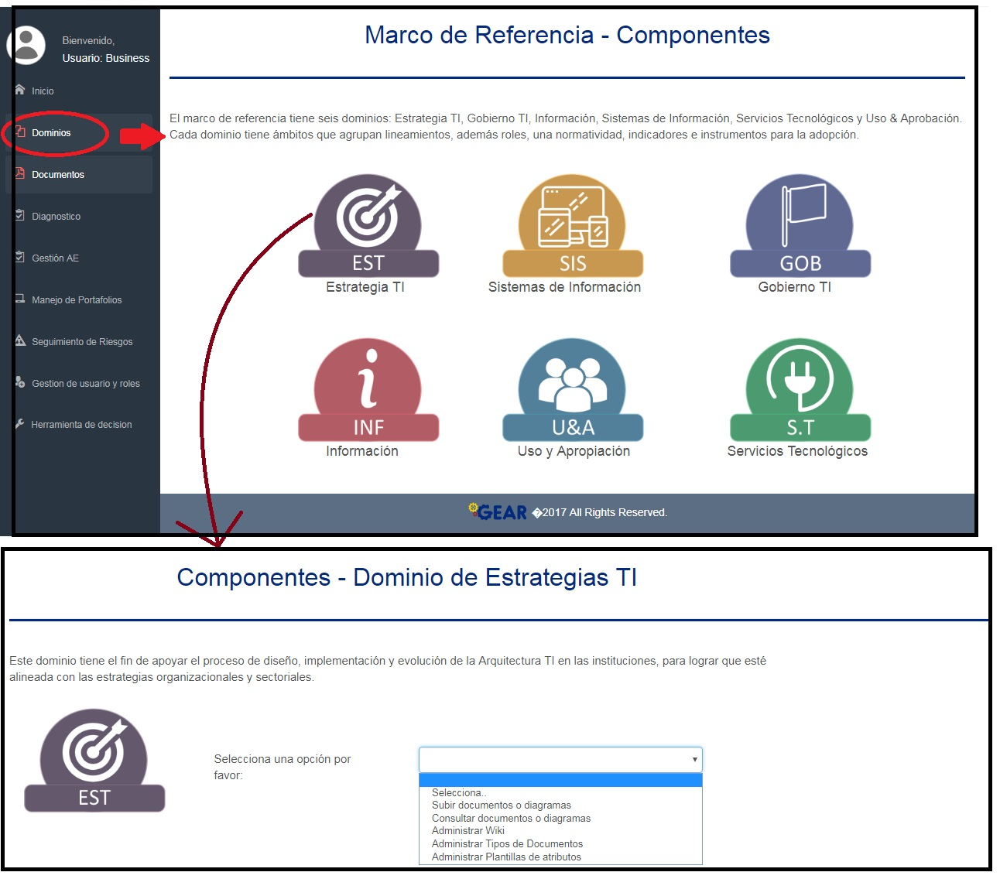 Bienvenido,
Usuario: Business
Inicio
Dominios
Documentos
Diagnostico
Gestión AE
Manejo de Portafolios
Seguimiento de Riesgos
Gestion de usuario y roles
Herramienta de decision
Marco de Referencia - Componentes
El marco de referencia tiene seis dominios: Estrategia TI, Gobierno TI, Información, Sistemas de Información, Servicios Tecnológicos y Uso & Aprobación.
Cada dominio tiene ámbitos que agrupan lineamientos, además roles, una normatividad, indicadores e instrumentos para la adopción.
EST
Estrategia TI
SIS
Sistemas de Información
GOB
Gobierno TI
i
INF
Información
U&A
Uso y Apropiación
S.T
Servicios Tecnológicos
GEAR �2017 All Rights Reserved.
Componentes - Dominio de Estrategias TI
Este dominio tiene el fin de apoyar el proceso de diseño, implementación y evolución de la Arquitectura TI en las instituciones, para lograr que esté
alineada con las estrategias organizacionales y sectoriales.
EST
Selecciona una opción por
favor:
Selecciona..
Subir documentos o diagramas
Consultar documentos o diagramas
Administrar Wiki
Administrar Tipos de Documentos
Administrar Plantillas de atributos